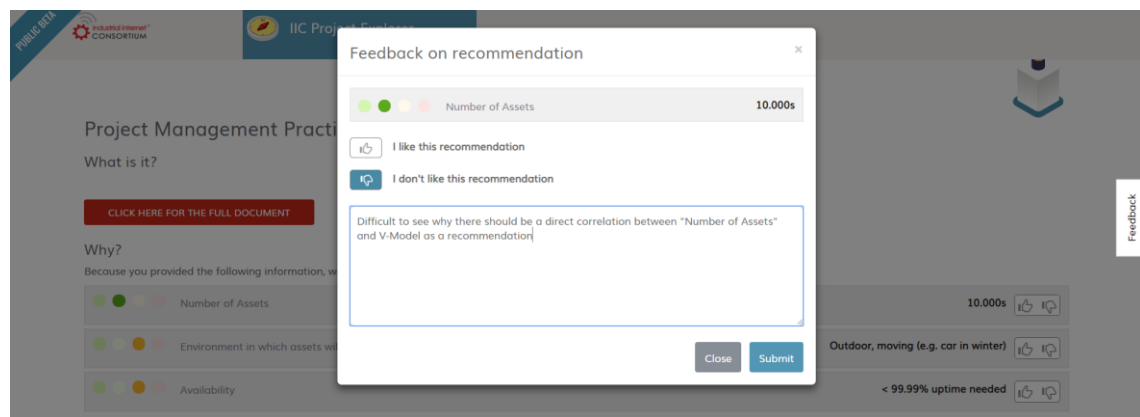 PUBLIC BETA
industrial internet
CONSORTIUM
IIC Project Explorer
Feedback on recommendation
×
Number of Assets 10.000s
I like this recommendation
I don't like this recommendation
Difficult to see why there should be a direct correlation between "Number of Assets"
and V-Model as a recommendation
Close Submit
Project Management Practi
What is it?
CLICK HERE FOR THE FULL DOCUMENT
Why?
Because you provided the following information, w
Number of Assets 10.000s
Environment in which assets wil Outdoor, moving (e.g. car in winter)
Availability < 99.99% uptime needed
Feedback